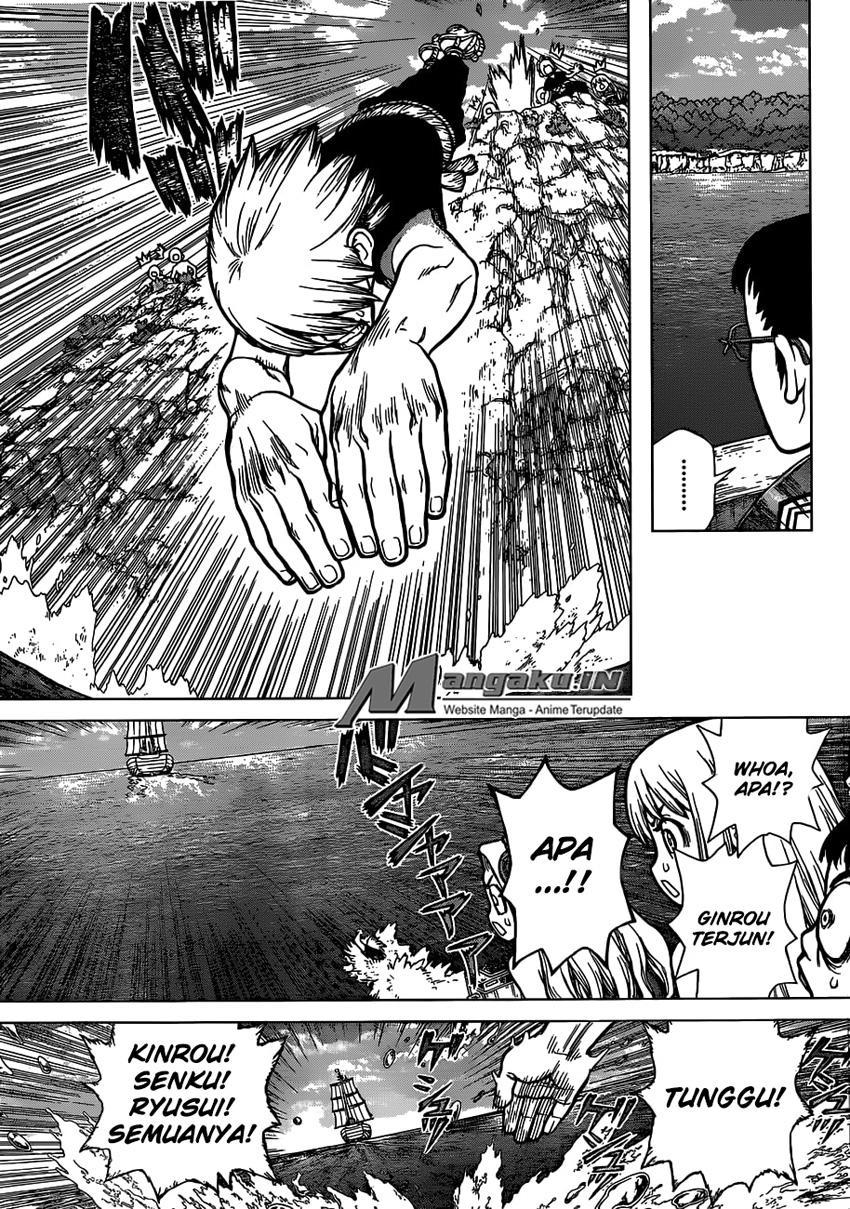 .........
Mangaku.iN
Website Manga - Anime Terupdate
WHOA,
APA!?
GINROU
TERJUN!
APA
...!!
TUNGGU!
KINROU!
SENKU!
RYUSUI!
SEMUANYA!